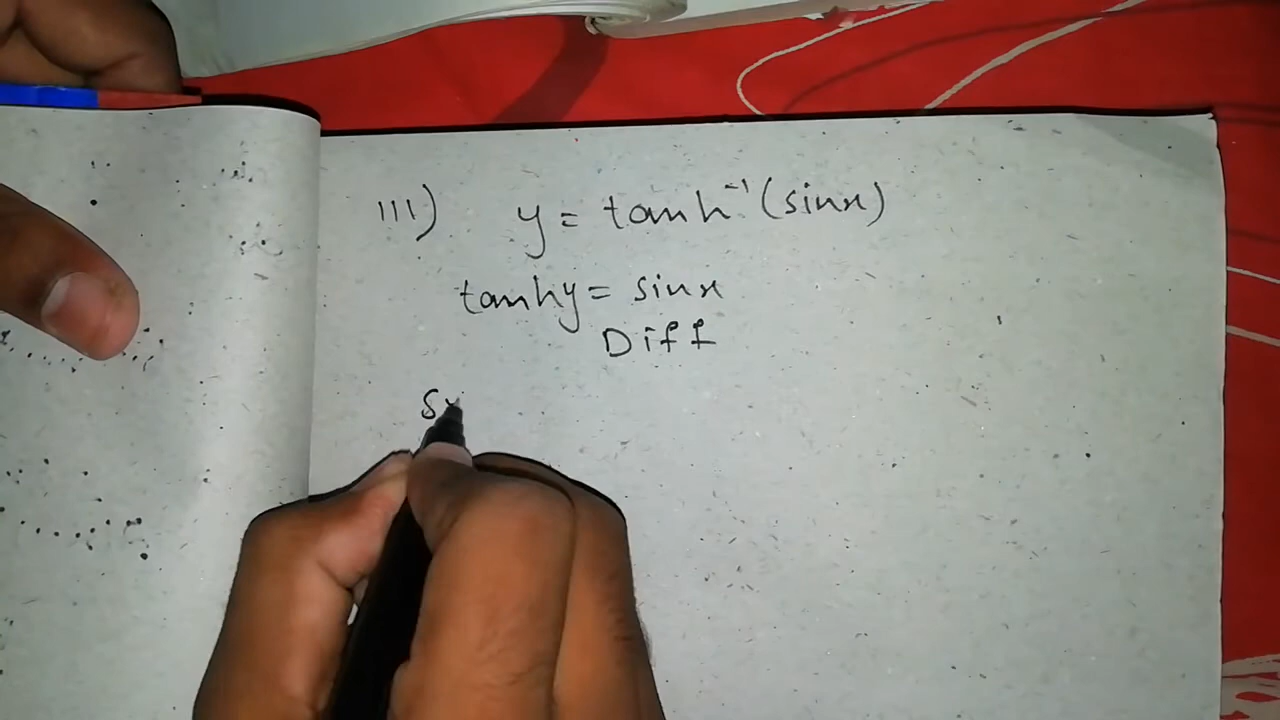 III) y = tanh⁻¹(sinx)
tanhy = sinx
Diff
s